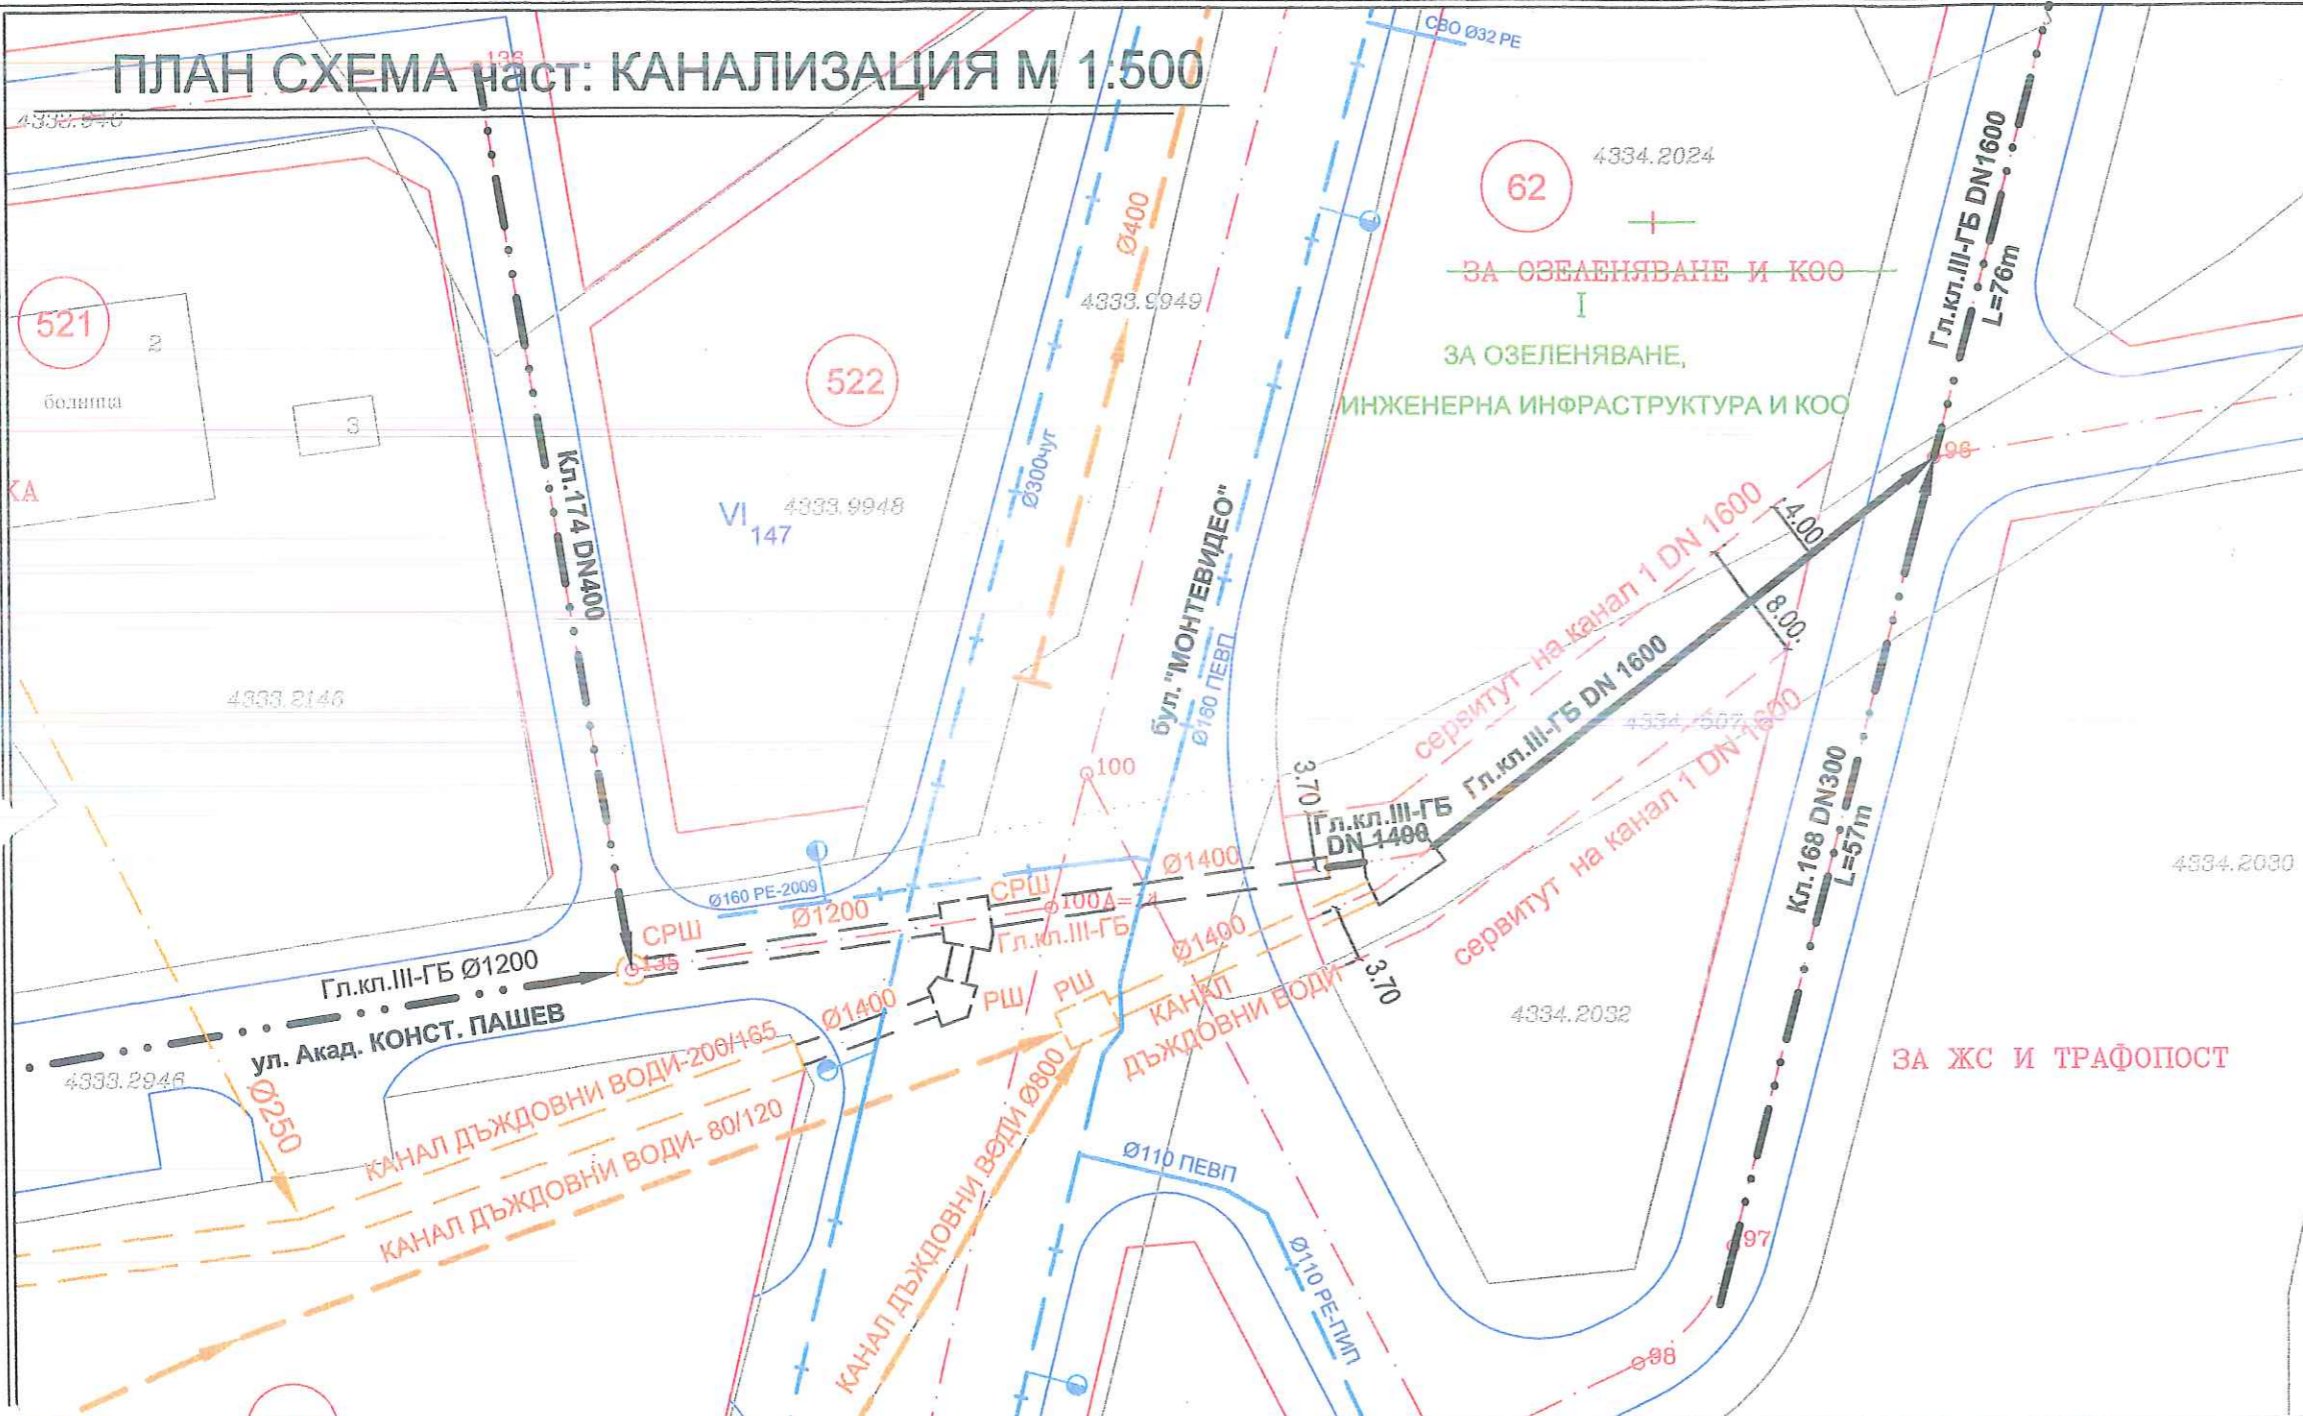 ПЛАН СХЕМА част: КАНАЛИЗАЦИЯ М 1:500
136
СВО Ø32 РЕ
4334.2024
62
ЗА ОЗЕЛЕНЯВАНЕ И КОО
I
ЗА ОЗЕЛЕНЯВАНЕ,
ИНЖЕНЕРНА ИНФРАСТРУКТУРА И КОО
Гл.кл.III-ГБ DN1600
L=76m
96
521
2
болница
3
КА
522
VI
147
4333.9948
4333.9949
Ø400
Ø300чуг
Кл.174 DN400
4333.2146
бул. "МОНТЕВИДЕО"
Ø180 ПЕВП
100
сервитут на канал 1 DN 1600
4.00
8.00
Гл.кл.III-ГБ DN 1600
сервитут на канал 1 DN 1600
3.70
Гл.кл.III-ГБ
DN 1400
Кл.168 DN300
L=57m
4334.2030
Ø160 РЕ-2009
СРШ
Ø1200
СРШ
Ø1400
Гл.кл.III-ГБ
135
Гл.кл.III-ГБ Ø1200
ул. Акад. КОНСТ. ПАШЕВ
4333.2946
Ø250
Ø1400
РШ
РШ
Ø1400
КАНАЛ
ДЪЖДОВНИ ВОДИ
3.70
4334.2032
ЗА ЖС И ТРАФОПОСТ
КАНАЛ ДЪЖДОВНИ ВОДИ-200/165
КАНАЛ ДЪЖДОВНИ ВОДИ- 80/120
КАНАЛ ДЪЖДОВНИ ВОДИ Ø800
Ø110 ПЕВП
Ø110 РЕ-ПИП
97
98